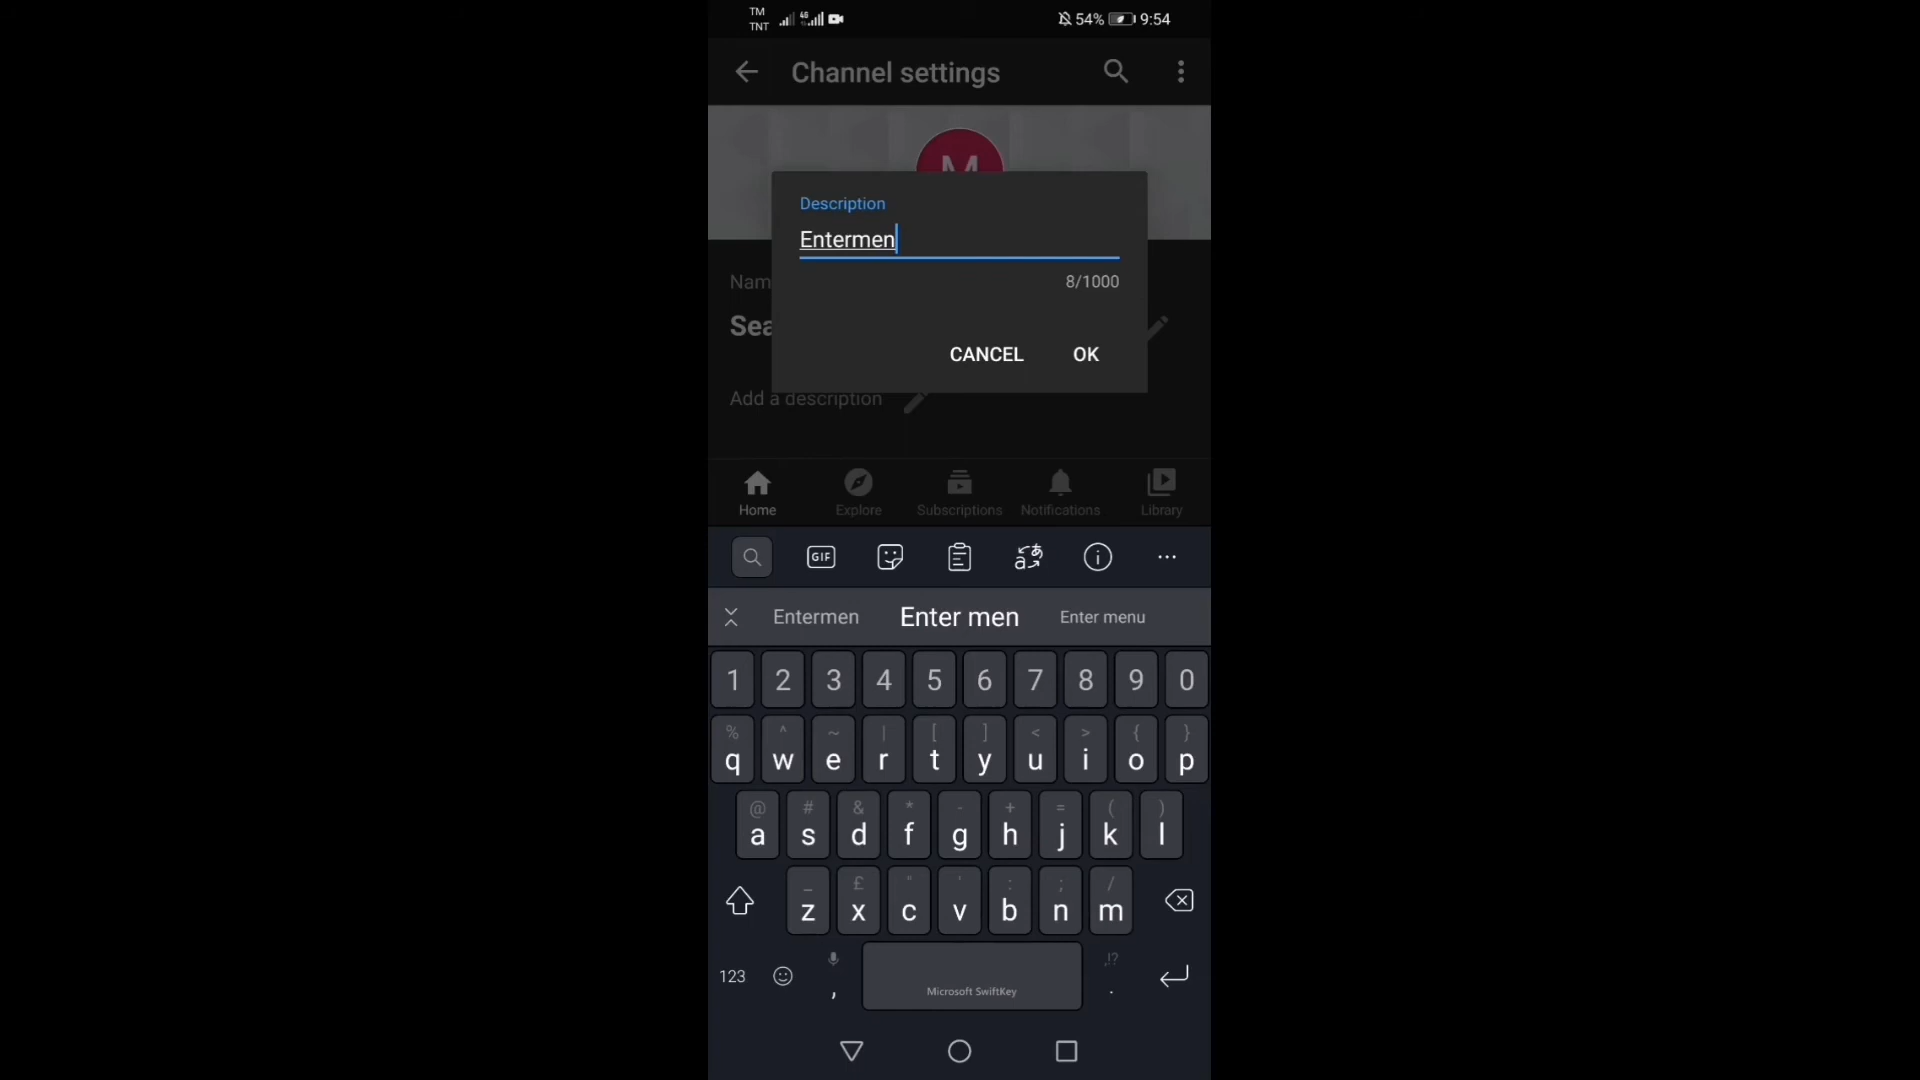 TM
TNT
4G
54%
9:54
Channel settings
M
Description
Entermen
8/1000
Nam
Sea
CANCEL
OK
Add a description
Home
Explore
Subscriptions
Notifications
Library
GIF
Entermen
Enter men
Enter menu
1 2 3 4 5 6 7 8 9 0
% ^ ~ | [ ] < > { }
q w e r t y u i o p
@ # & * - + = ( )
a s d f g h j k l
_ £ " ' : ; /
z x c v b n m
123
,
,!?
.
Microsoft SwiftKey